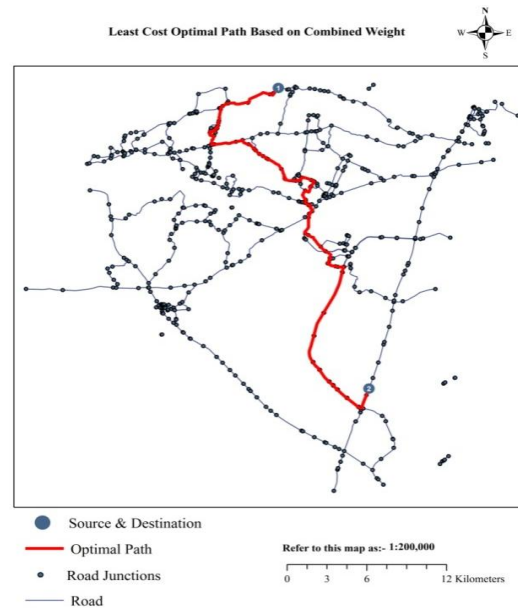 N
Least Cost Optimal Path Based on Combined Weight
W E
S
1
2
Source & Destination
Optimal Path
Refer to this map as:- 1:200,000
Road Junctions
0 3 6 12 Kilometers
Road